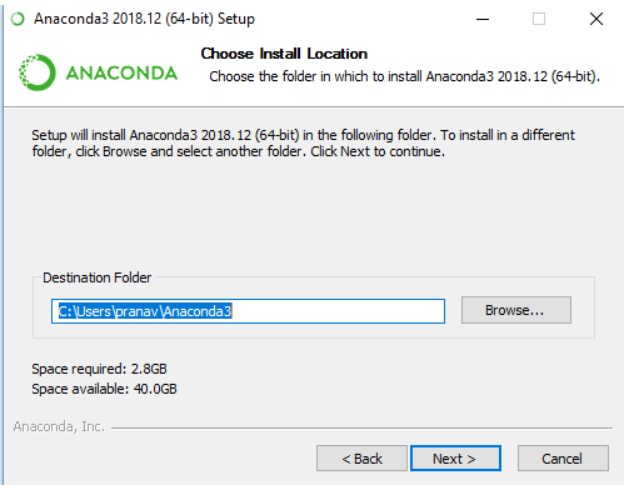 Anaconda3 2018.12 (64-bit) Setup
Choose Install Location
ANACONDA
Choose the folder in which to install Anaconda3 2018.12 (64-bit).
Setup will install Anaconda3 2018.12 (64-bit) in the following folder. To install in a different
folder, click Browse and select another folder. Click Next to continue.
Destination Folder
C:\Users\pranav\Anaconda3
Browse...
Space required: 2.8GB
Space available: 40.0GB
Anaconda, Inc.
< Back
Next >
Cancel